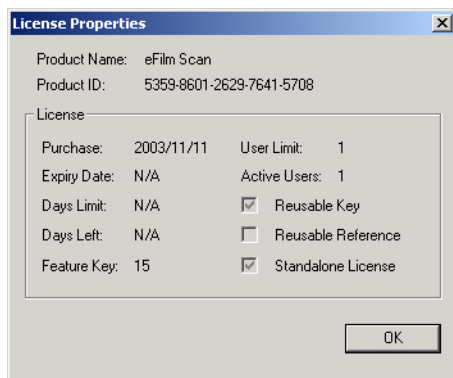 License Properties
Product Name: eFilm Scan
Product ID: 5359-8601-2629-7641-5708
License
Purchase: 2003/11/11 User Limit: 1
Expiry Date: N/A Active Users: 1
Days Limit: N/A Reusable Key
Days Left: N/A Reusable Reference
Feature Key: 15 Standalone License
OK